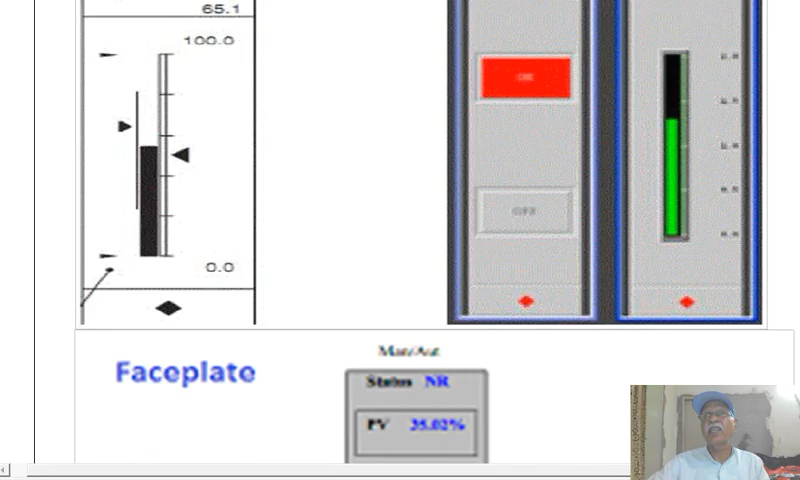 65.1
100.0
0.0
ON
OFF
Faceplate
Man/Aut
Status NR
PV 35.02%